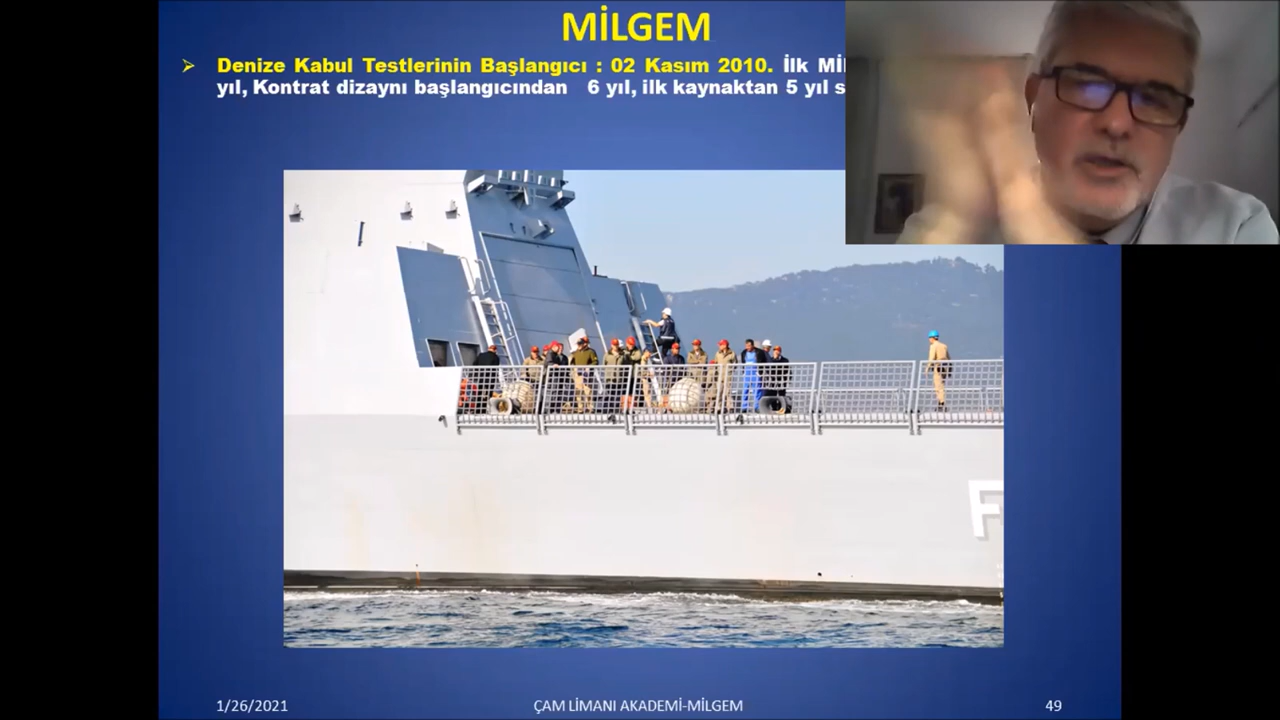 MİLGEM
➢ Denize Kabul Testlerinin Başlangıcı : 02 Kasım 2010. İlk
yıl, Kontrat dizaynı başlangıcından 6 yıl, ilk kaynaktan 5 yıl
F
1/26/2021 ÇAM LİMANI AKADEMİ-MİLGEM 49